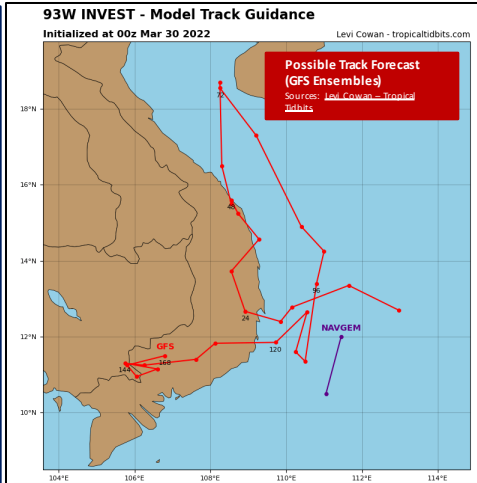 93W INVEST - Model Track Guidance
Initialized at 00z Mar 30 2022
Levi Cowan - tropicaltidbits.com
Possible Track Forecast
(GFS Ensembles)
Sources: Levi Cowan – Tropical
Tidbits
18°N
16°N
14°N
12°N
10°N
72
48
96
24
120
NAVGEM
GFS
168
144
104°E
106°E
108°E
110°E
112°E
114°E